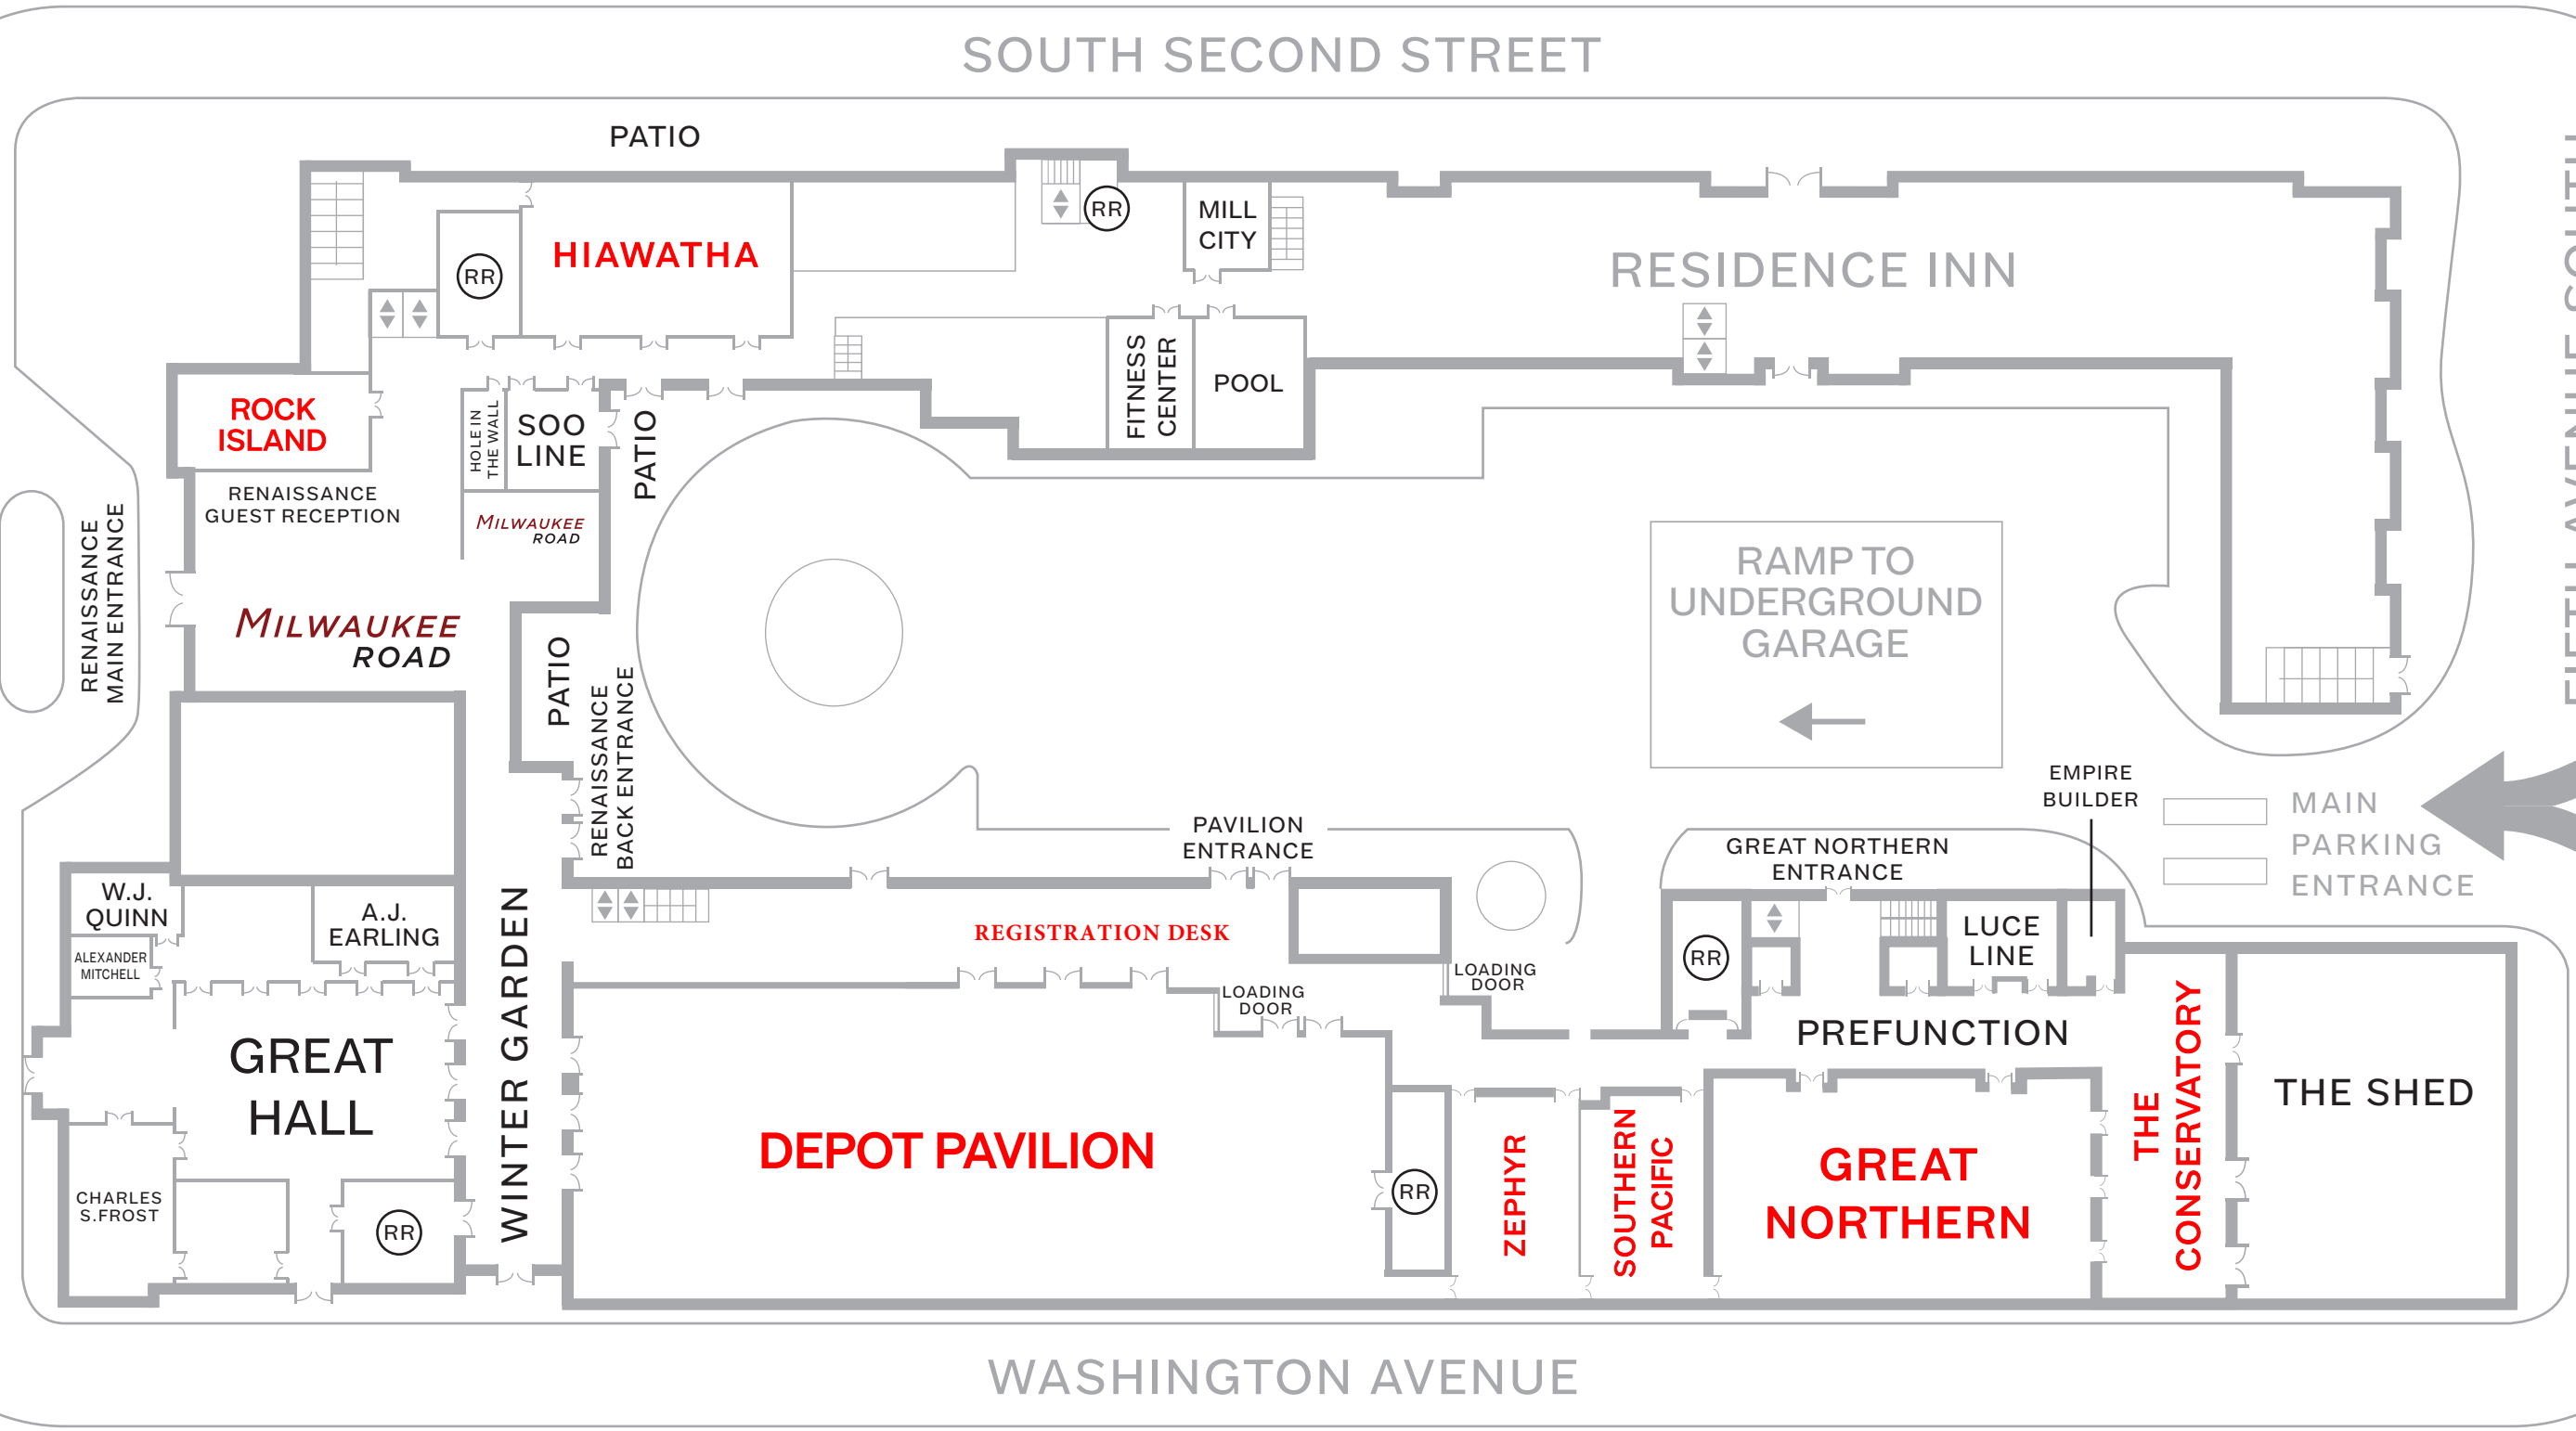 SOUTH SECOND STREET
PATIO
RR
HIAWATHA
RR
MILL
CITY
RESIDENCE INN
FITNESS
CENTER
POOL
ROCK
ISLAND
HOLE IN
THE WALL
SOO
LINE
PATIO
RENAISSANCE
GUEST RECEPTION
MILWAUKEE
ROAD
RENAISSANCE
MAIN ENTRANCE
MILWAUKEE
ROAD
PATIO
RENAISSANCE
BACK ENTRANCE
RAMP TO
UNDERGROUND
GARAGE
EMPIRE
BUILDER
MAIN
PARKING
ENTRANCE
PAVILION
ENTRANCE
GREAT NORTHERN
ENTRANCE
W.J.
QUINN
A.J.
EARLING
ALEXANDER
MITCHELL
WINTER GARDEN
REGISTRATION DESK
LOADING
DOOR
LOADING
DOOR
RR
LUCE
LINE
PREFUNCTION
GREAT
HALL
THE
CONSERVATORY
THE SHED
DEPOT PAVILION
RR
ZEPHYR
SOUTHERN
PACIFIC
GREAT
NORTHERN
CHARLES
S.FROST
RR
WASHINGTON AVENUE